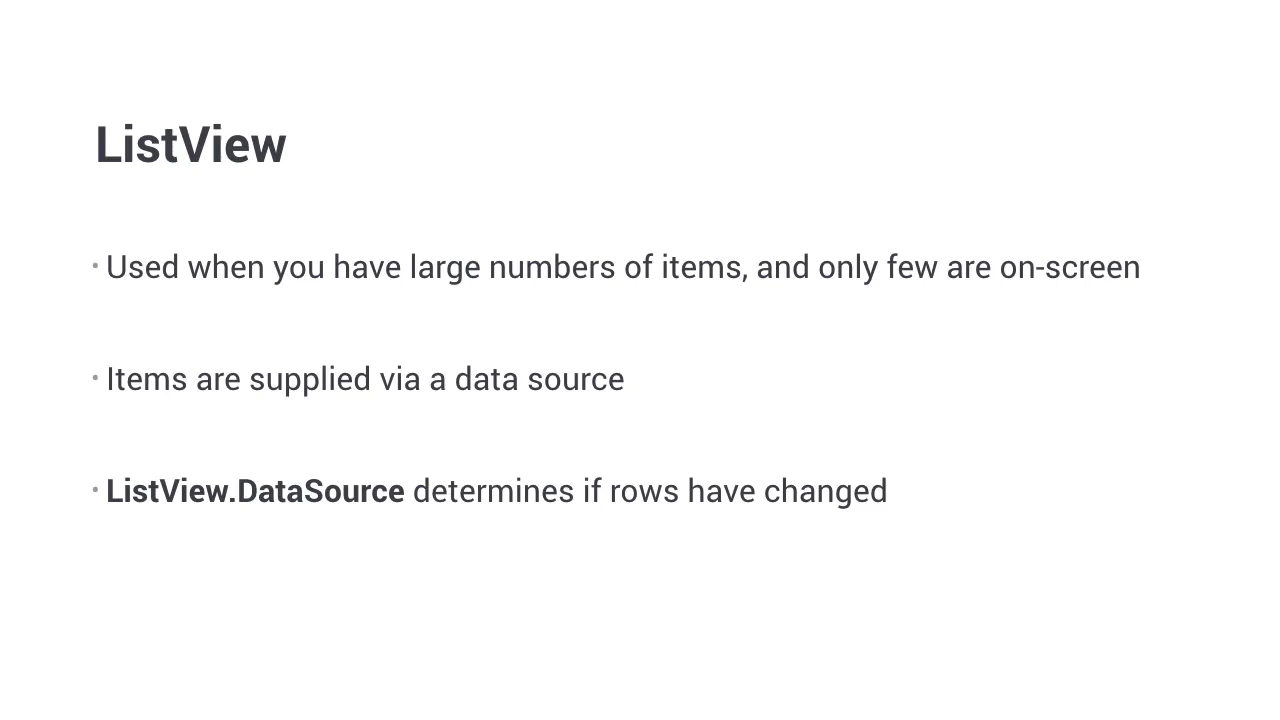 ListView
· Used when you have large numbers of items, and only few are on-screen
· Items are supplied via a data source
· ListView.DataSource determines if rows have changed